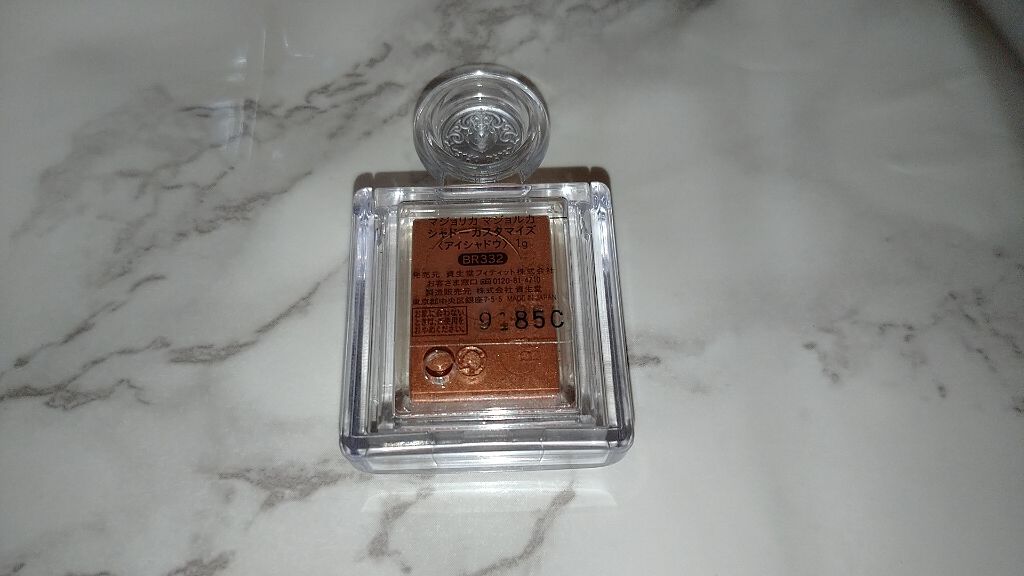 マジョリカ マジョルカ
シャドー カスタマイズ
〈アイシャドウ〉 1g
BR332
発売元 資生堂フィティット株式会社
お客さま窓口 0120-81-4710
製造販売元 株式会社資生堂
東京都中央区銀座7-5-5 MADE IN JAPAN
85C